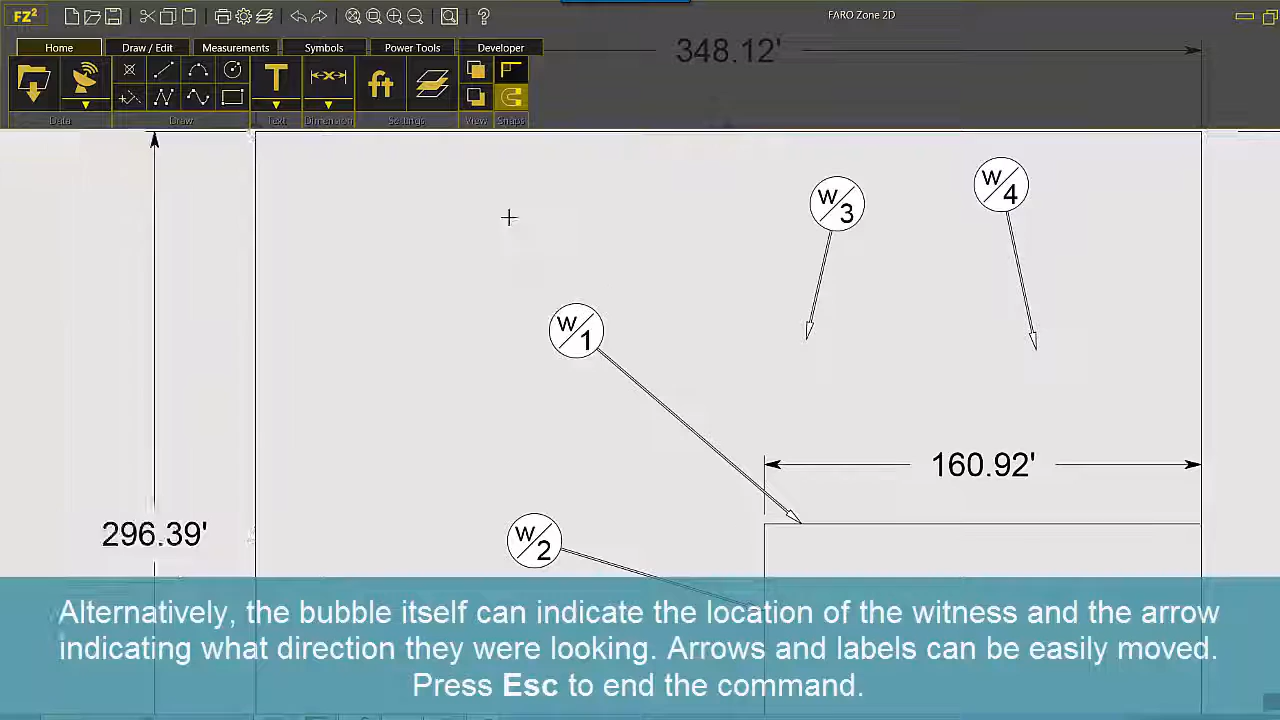 FZ²
FARO Zone 2D
Home
Draw / Edit
Measurements
Symbols
Power Tools
Developer
T
ft
Data
Draw
Text
Dimension
Settings
View
Snaps
348.12'
W/3
W/4
W/1
160.92'
296.39'
W/2
Alternatively, the bubble itself can indicate the location of the witness and the arrow
indicating what direction they were looking. Arrows and labels can be easily moved.
Press Esc to end the command.